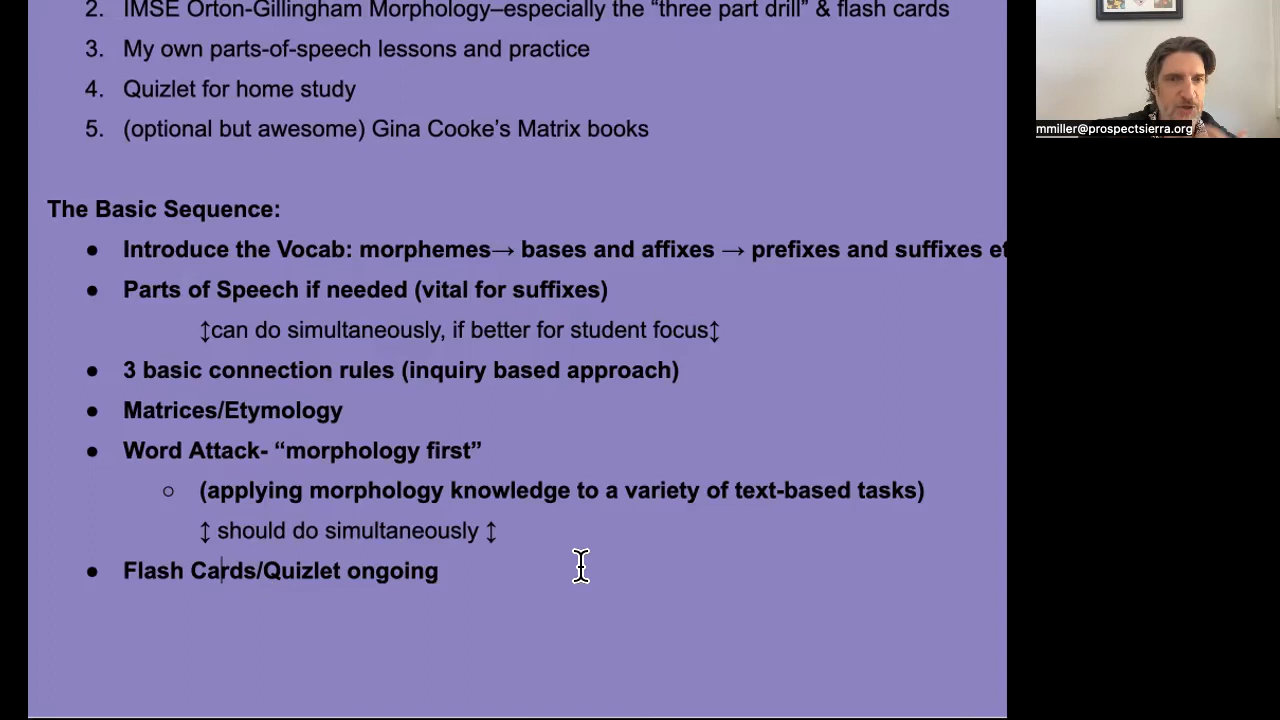 2. IMSE Orton-Gillingham Morphology–especially the “three part drill” & flash cards
3. My own parts-of-speech lessons and practice
4. Quizlet for home study
5. (optional but awesome) Gina Cooke’s Matrix books
The Basic Sequence:
● Introduce the Vocab: morphemes→ bases and affixes → prefixes and suffixes et
● Parts of Speech if needed (vital for suffixes)
↕can do simultaneously, if better for student focus↕
● 3 basic connection rules (inquiry based approach)
● Matrices/Etymology
● Word Attack- “morphology first”
○ (applying morphology knowledge to a variety of text-based tasks)
↕ should do simultaneously ↕
● Flash Cards/Quizlet ongoing
mmiller@prospectsierra.org